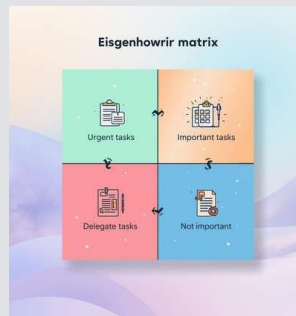 Eisgenhowrir matrix
Urgent tasks
Important tasks
Delegate tasks
Not important